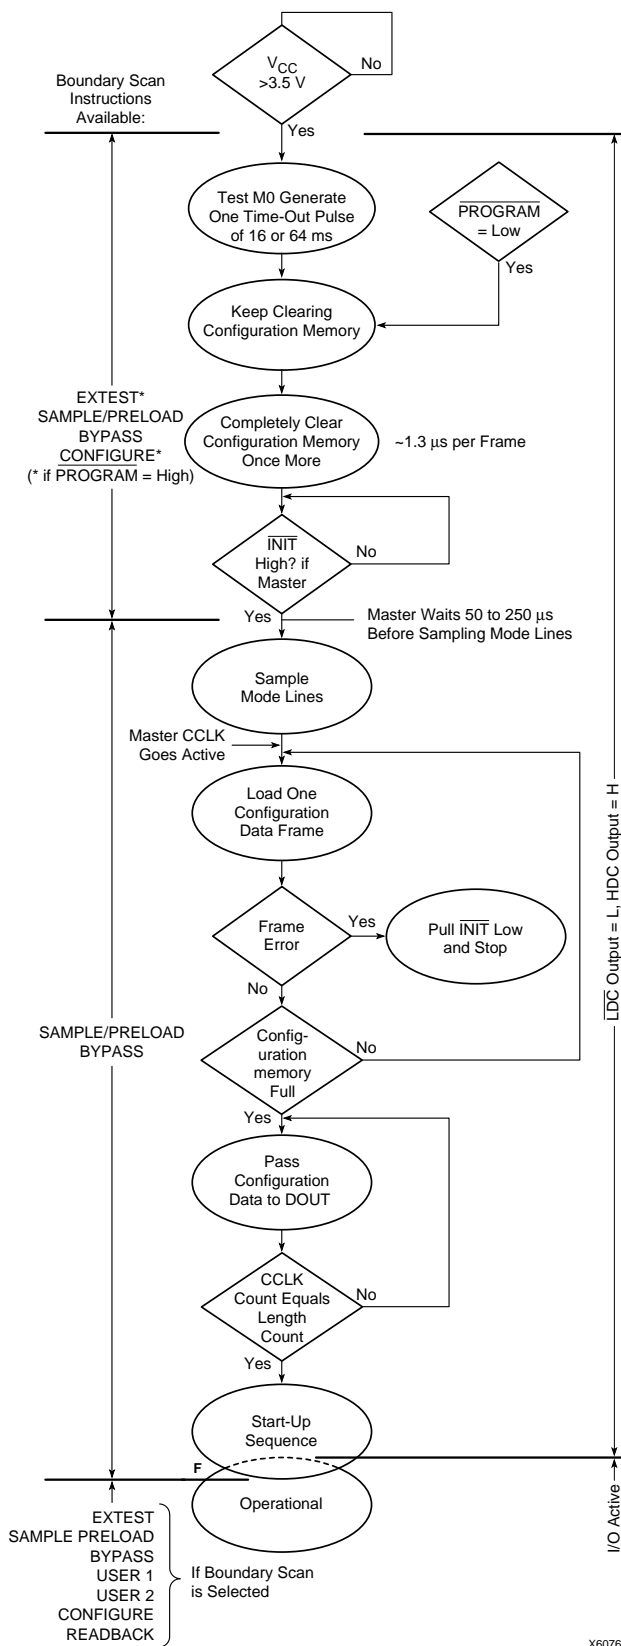 V_CC
>3.5 V
No
Yes
Boundary Scan
Instructions
Available:
Test M0 Generate
One Time-Out Pulse
of 16 or 64 ms
PROGRAM
= Low
Yes
Keep Clearing
Configuration Memory
EXTEST*
SAMPLE/PRELOAD
BYPASS
CONFIGURE*
(* if PROGRAM = High)
Completely Clear
Configuration Memory
Once More
~1.3 µs per Frame
INIT
High? if
Master
No
Yes
Master Waits 50 to 250 µs
Before Sampling Mode Lines
Sample
Mode Lines
Master CCLK
Goes Active
Load One
Configuration
Data Frame
Frame
Error
Yes
No
Pull INIT Low
and Stop
SAMPLE/PRELOAD
BYPASS
Config-
uration
memory
Full
No
Yes
Pass
Configuration
Data to DOUT
CCLK
Count Equals
Length
Count
No
Yes
Start-Up
Sequence
F
Operational
LDC Output = L, HDC Output = H
I/O Active
EXTEST
SAMPLE PRELOAD
BYPASS
USER 1
USER 2
CONFIGURE
READBACK
If Boundary Scan
is Selected
X6076